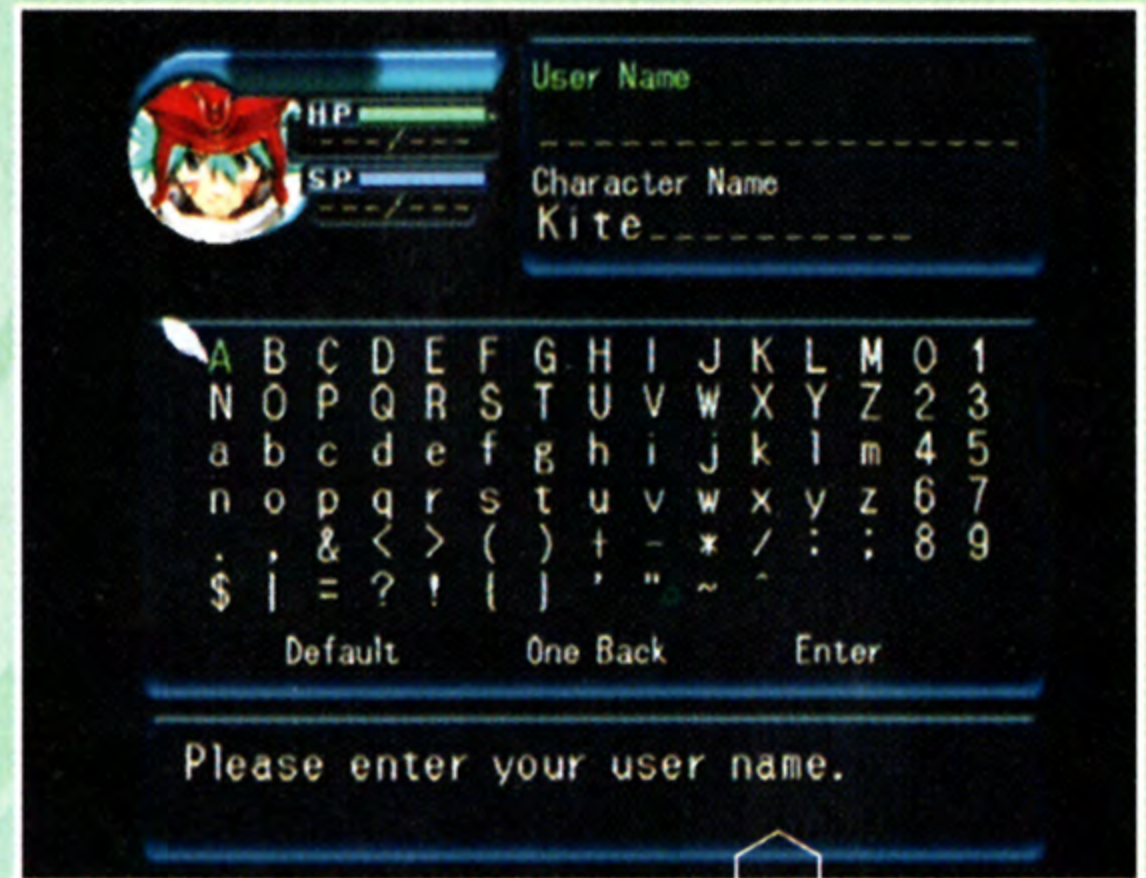 HP
---/---
SP
---/---
User Name
Character Name
Kite
A B C D E F G H I J K L M 0 1
N O P Q R S T U V W X Y Z 2 3
a b c d e f g h i j k l m 4 5
n o p q r s t u v w x y z 6 7
. , & < > ( ) + - * / : ; 8 9
$ | = ? ! { } ' " ~ ^
Default One Back Enter
Please enter your user name.